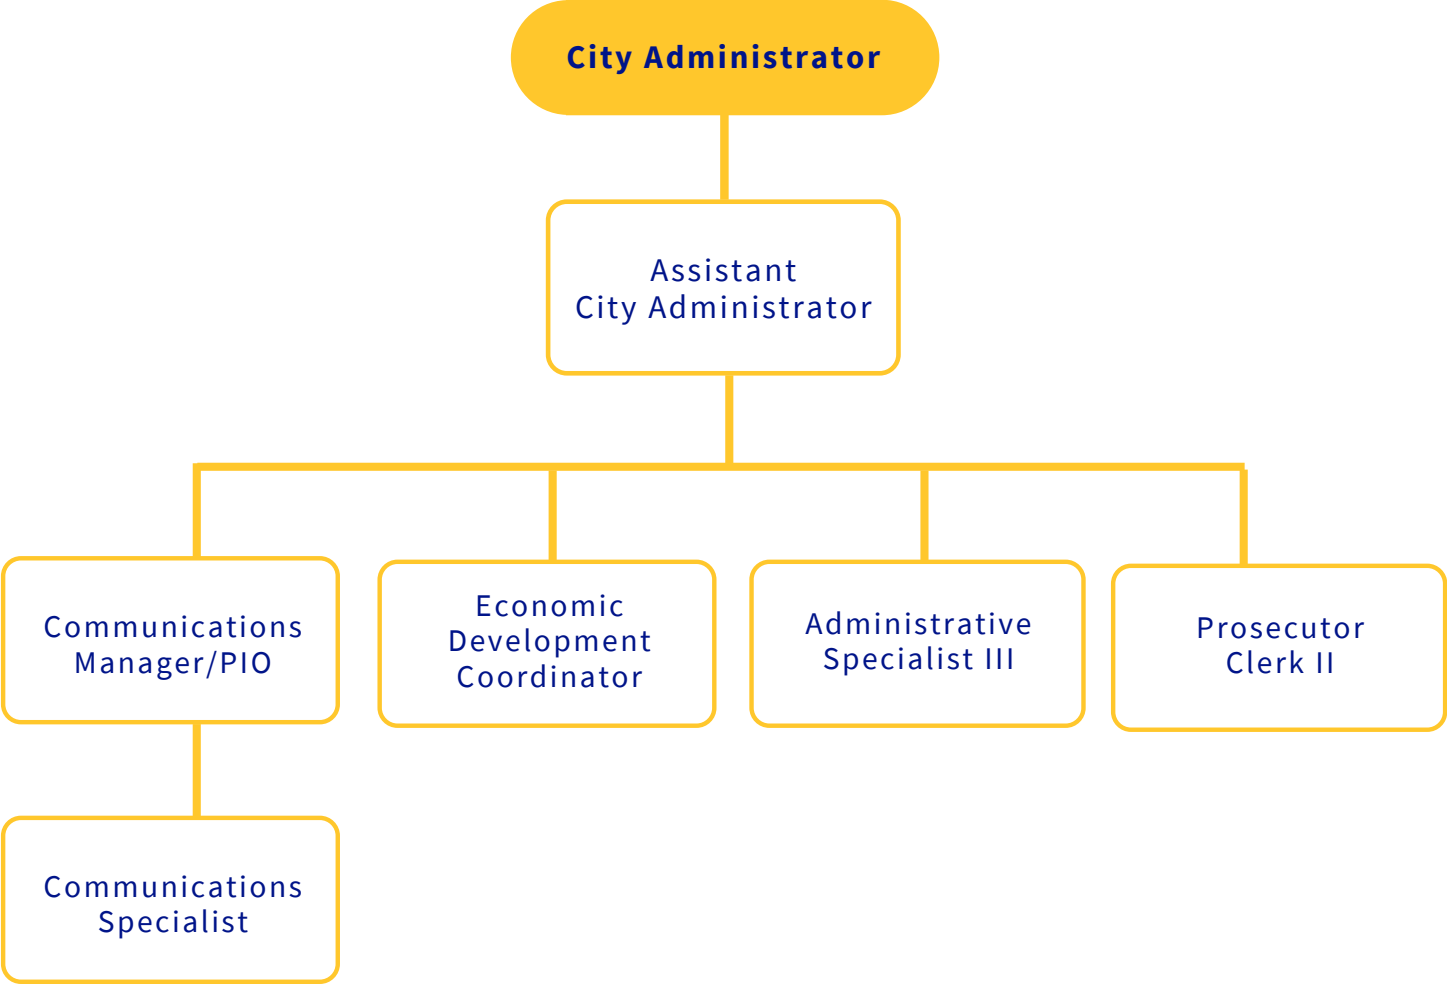 City Administrator
Assistant
City Administrator
Communications
Manager/PIO
Economic
Development
Coordinator
Administrative
Specialist III
Prosecutor
Clerk II
Communications
Specialist